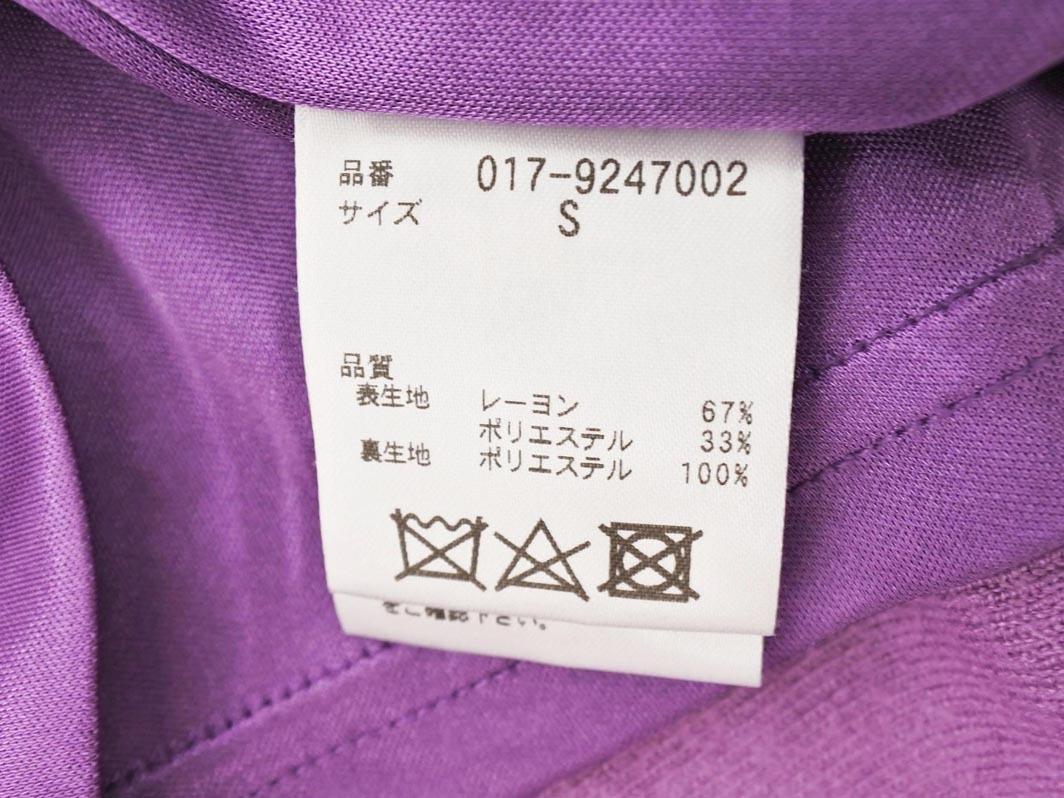 品番 017-9247002
サイズ S
品質
表生地 レーヨン 67%
ポリエステル 33%
裏生地 ポリエステル 100%